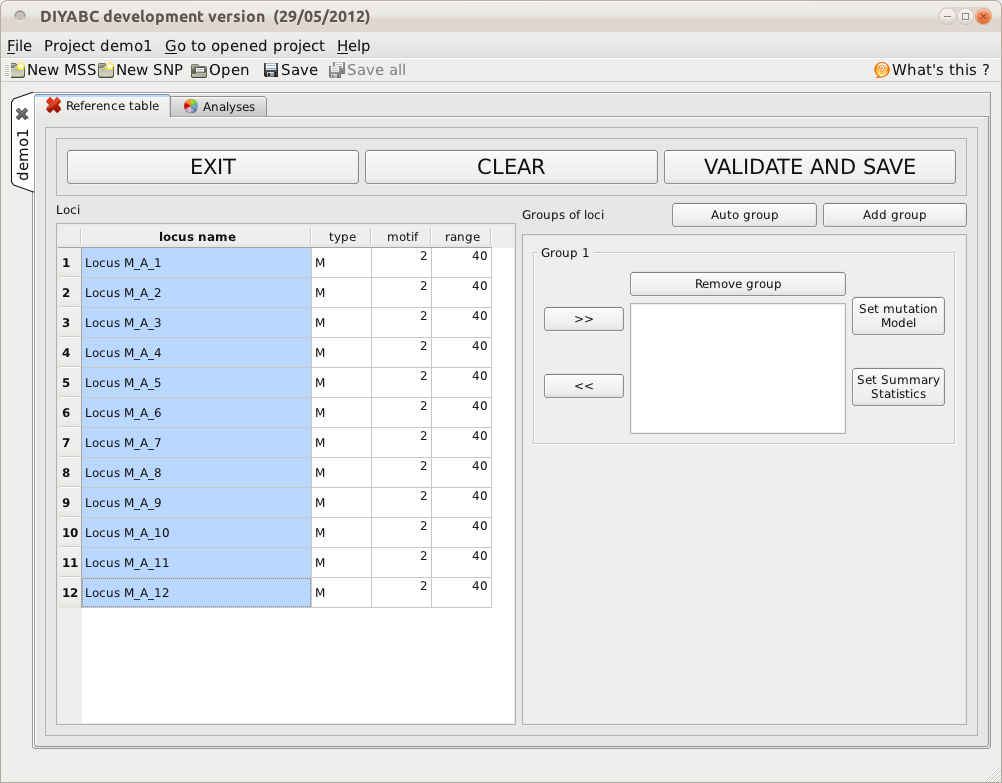 DIYABC development version (29/05/2012)
File Project demo1 Go to opened project Help
New MSS New SNP Open Save Save all What's this ?
demo1
Reference table Analyses
EXIT CLEAR VALIDATE AND SAVE
Loci
Groups of loci Auto group Add group
locus name type motif range
1 Locus M_A_1 M 2 40
2 Locus M_A_2 M 2 40
3 Locus M_A_3 M 2 40
4 Locus M_A_4 M 2 40
5 Locus M_A_5 M 2 40
6 Locus M_A_6 M 2 40
7 Locus M_A_7 M 2 40
8 Locus M_A_8 M 2 40
9 Locus M_A_9 M 2 40
10 Locus M_A_10 M 2 40
11 Locus M_A_11 M 2 40
12 Locus M_A_12 M 2 40
Group 1
Remove group
>>
<<
Set mutation
Model
Set Summary
Statistics